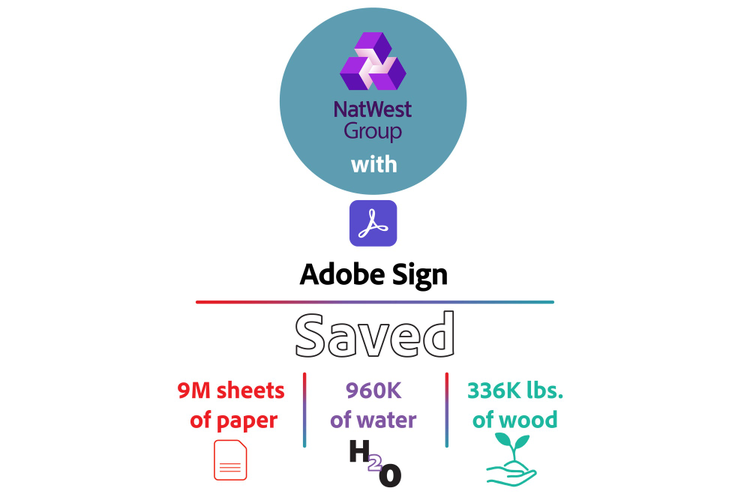 NatWest
Group
with
Adobe Sign
Saved
9M sheets
of paper
960K
of water
336K lbs.
of wood
H2O